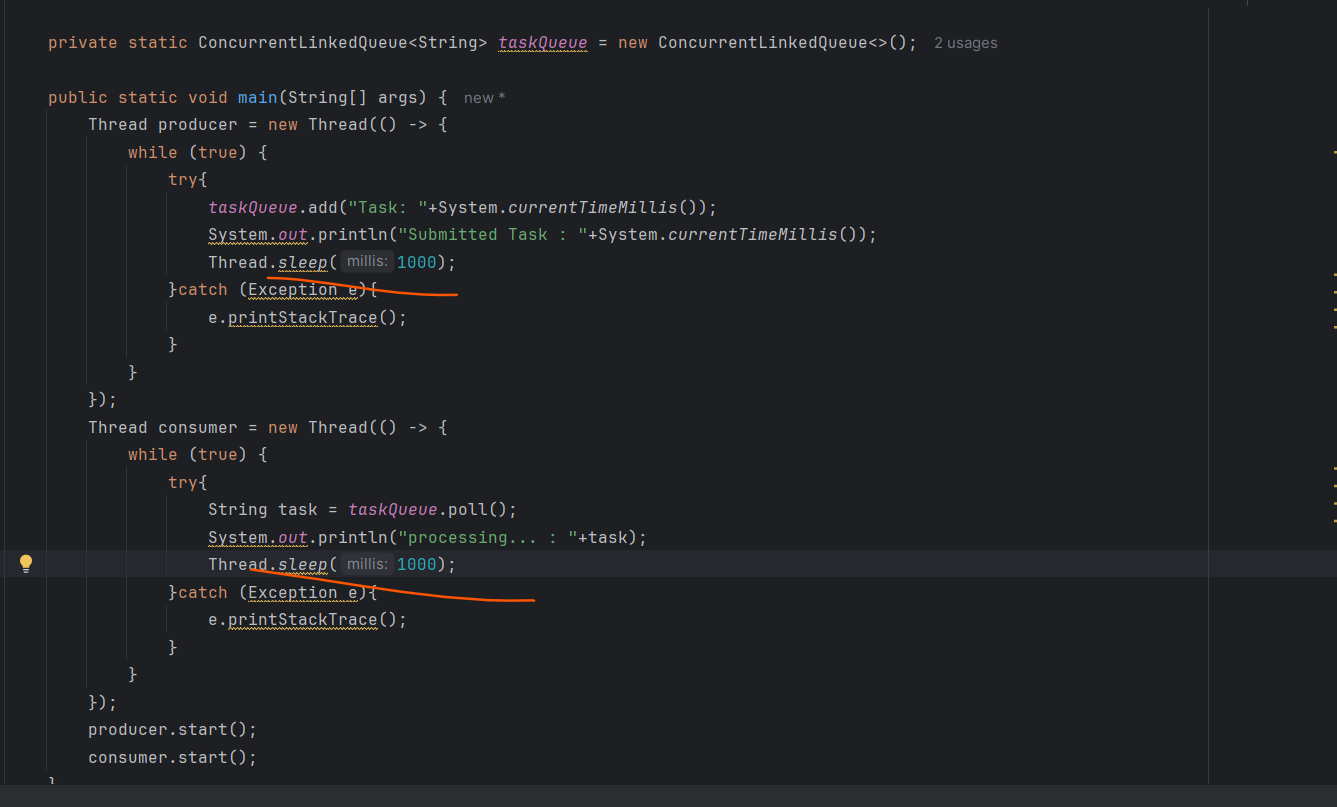 private static ConcurrentLinkedQueue<String> taskQueue = new ConcurrentLinkedQueue<>(); 2 usages
public static void main(String[] args) { new *
Thread producer = new Thread(() -> {
while (true) {
try{
taskQueue.add("Task: "+System.currentTimeMillis());
System.out.println("Submitted Task : "+System.currentTimeMillis());
Thread.sleep( millis: 1000);
}catch (Exception e){
e.printStackTrace();
}
}
});
Thread consumer = new Thread(() -> {
while (true) {
try{
String task = taskQueue.poll();
System.out.println("processing... : "+task);
Thread.sleep( millis: 1000);
}catch (Exception e){
e.printStackTrace();
}
}
});
producer.start();
consumer.start();
}